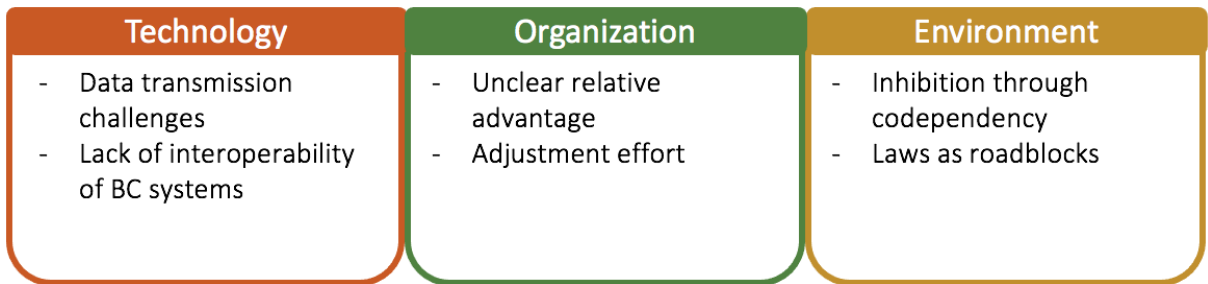 Technology
- Data transmission
challenges
- Lack of interoperability
of BC systems
Organization
- Unclear relative
advantage
- Adjustment effort
Environment
- Inhibition through
codependency
- Laws as roadblocks